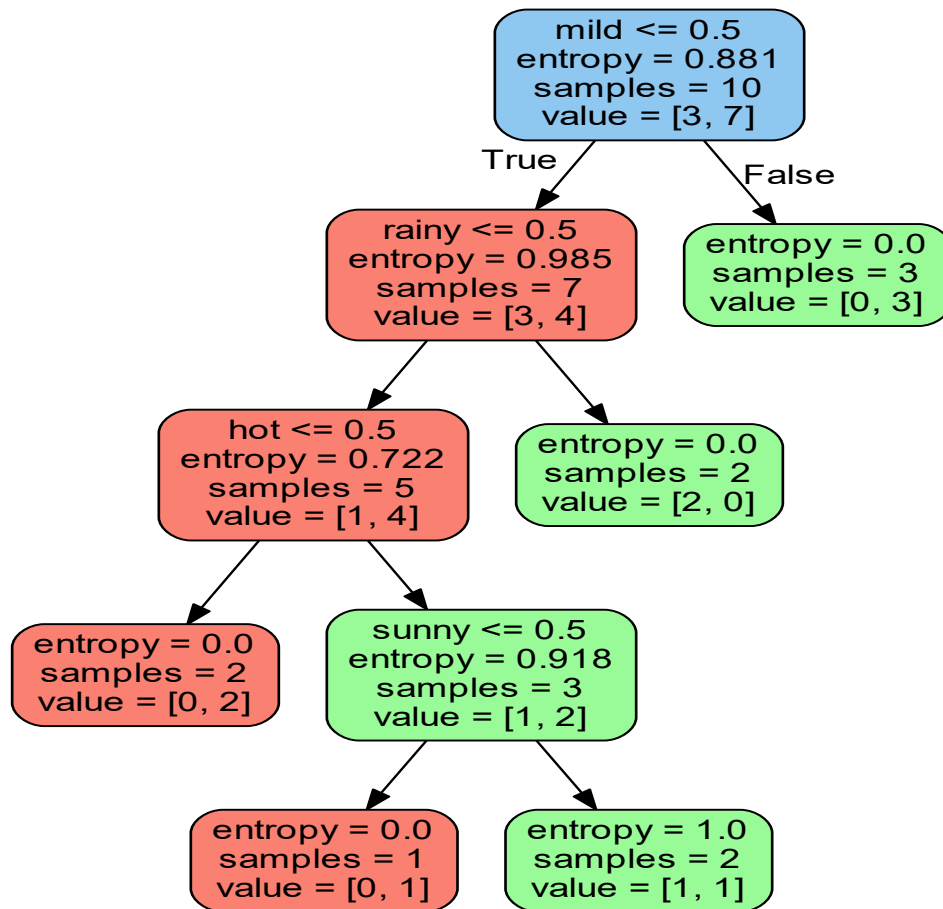 mild <= 0.5
entropy = 0.881
samples = 10
value = [3, 7]
True
False
rainy <= 0.5
entropy = 0.985
samples = 7
value = [3, 4]
entropy = 0.0
samples = 3
value = [0, 3]
hot <= 0.5
entropy = 0.722
samples = 5
value = [1, 4]
entropy = 0.0
samples = 2
value = [2, 0]
entropy = 0.0
samples = 2
value = [0, 2]
sunny <= 0.5
entropy = 0.918
samples = 3
value = [1, 2]
entropy = 0.0
samples = 1
value = [0, 1]
entropy = 1.0
samples = 2
value = [1, 1]